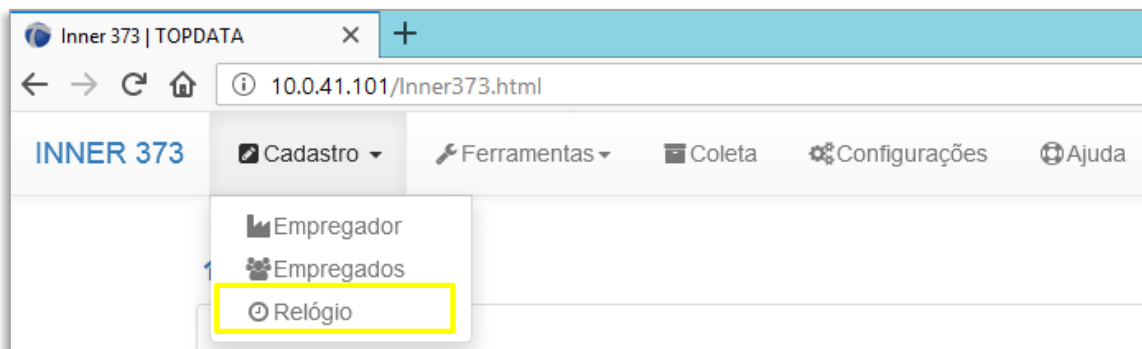 Inner 373 | TOPDATA
10.0.41.101/Inner373.html
INNER 373 Cadastro Ferramentas Coleta Configurações Ajuda
Empregador
Empregados
Relógio